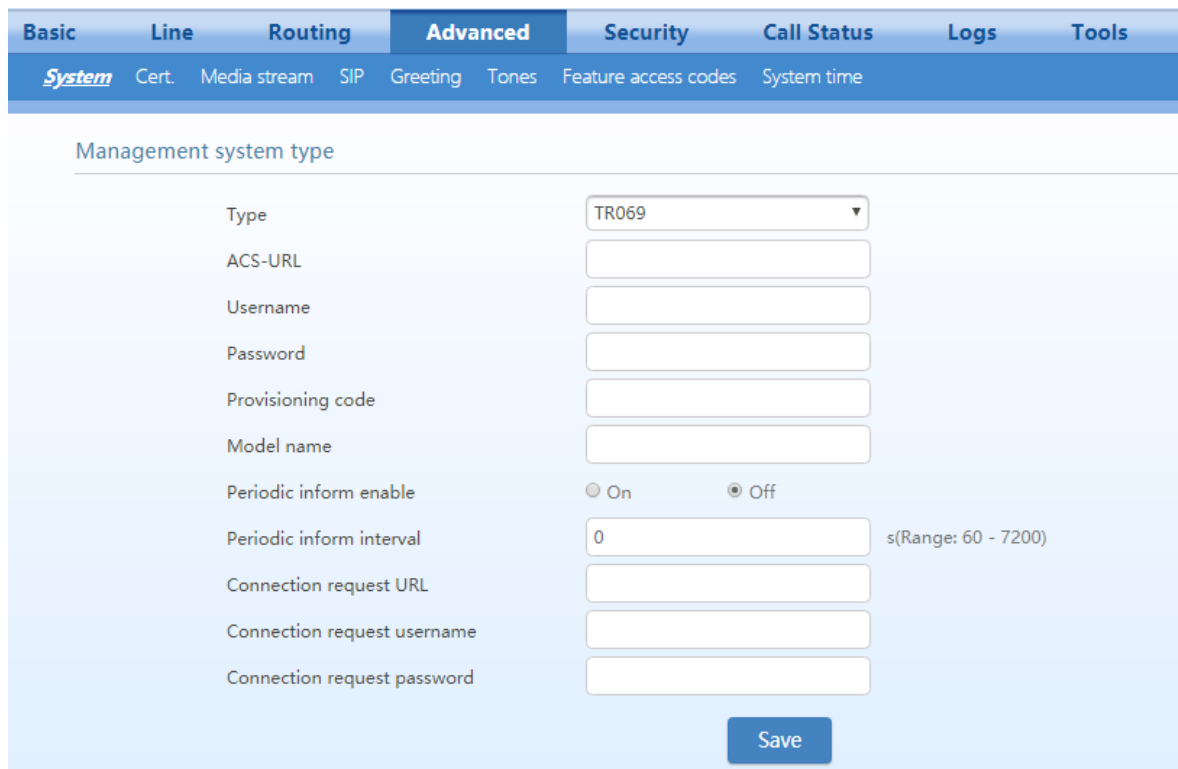 Basic Line Routing Advanced Security Call Status Logs Tools
System Cert. Media stream SIP Greeting Tones Feature access codes System time
Management system type
Type TR069
ACS-URL
Username
Password
Provisioning code
Model name
Periodic inform enable On Off
Periodic inform interval 0 s(Range: 60 - 7200)
Connection request URL
Connection request username
Connection request password
Save